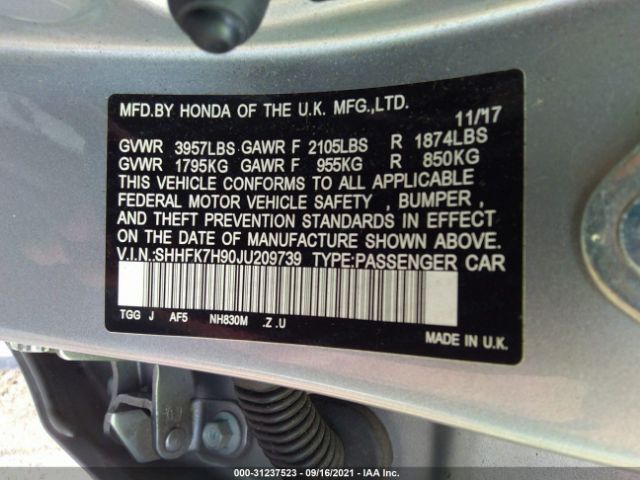 MFD.BY HONDA OF THE U.K. MFG.,LTD. 11/17
GVWR 3957LBS GAWR F 2105LBS R 1874LBS
GVWR 1795KG GAWR F 955KG R 850KG
THIS VEHICLE CONFORMS TO ALL APPLICABLE
FEDERAL MOTOR VEHICLE SAFETY , BUMPER ,
AND THEFT PREVENTION STANDARDS IN EFFECT
ON THE DATE OF MANUFACTURE SHOWN ABOVE.
V.I.N.:SHHFK7H90JU209739 TYPE:PASSENGER CAR
TGG J AF5 NH830M .Z .U
MADE IN U.K.
000-31237523 - 09/16/2021 - IAA Inc.